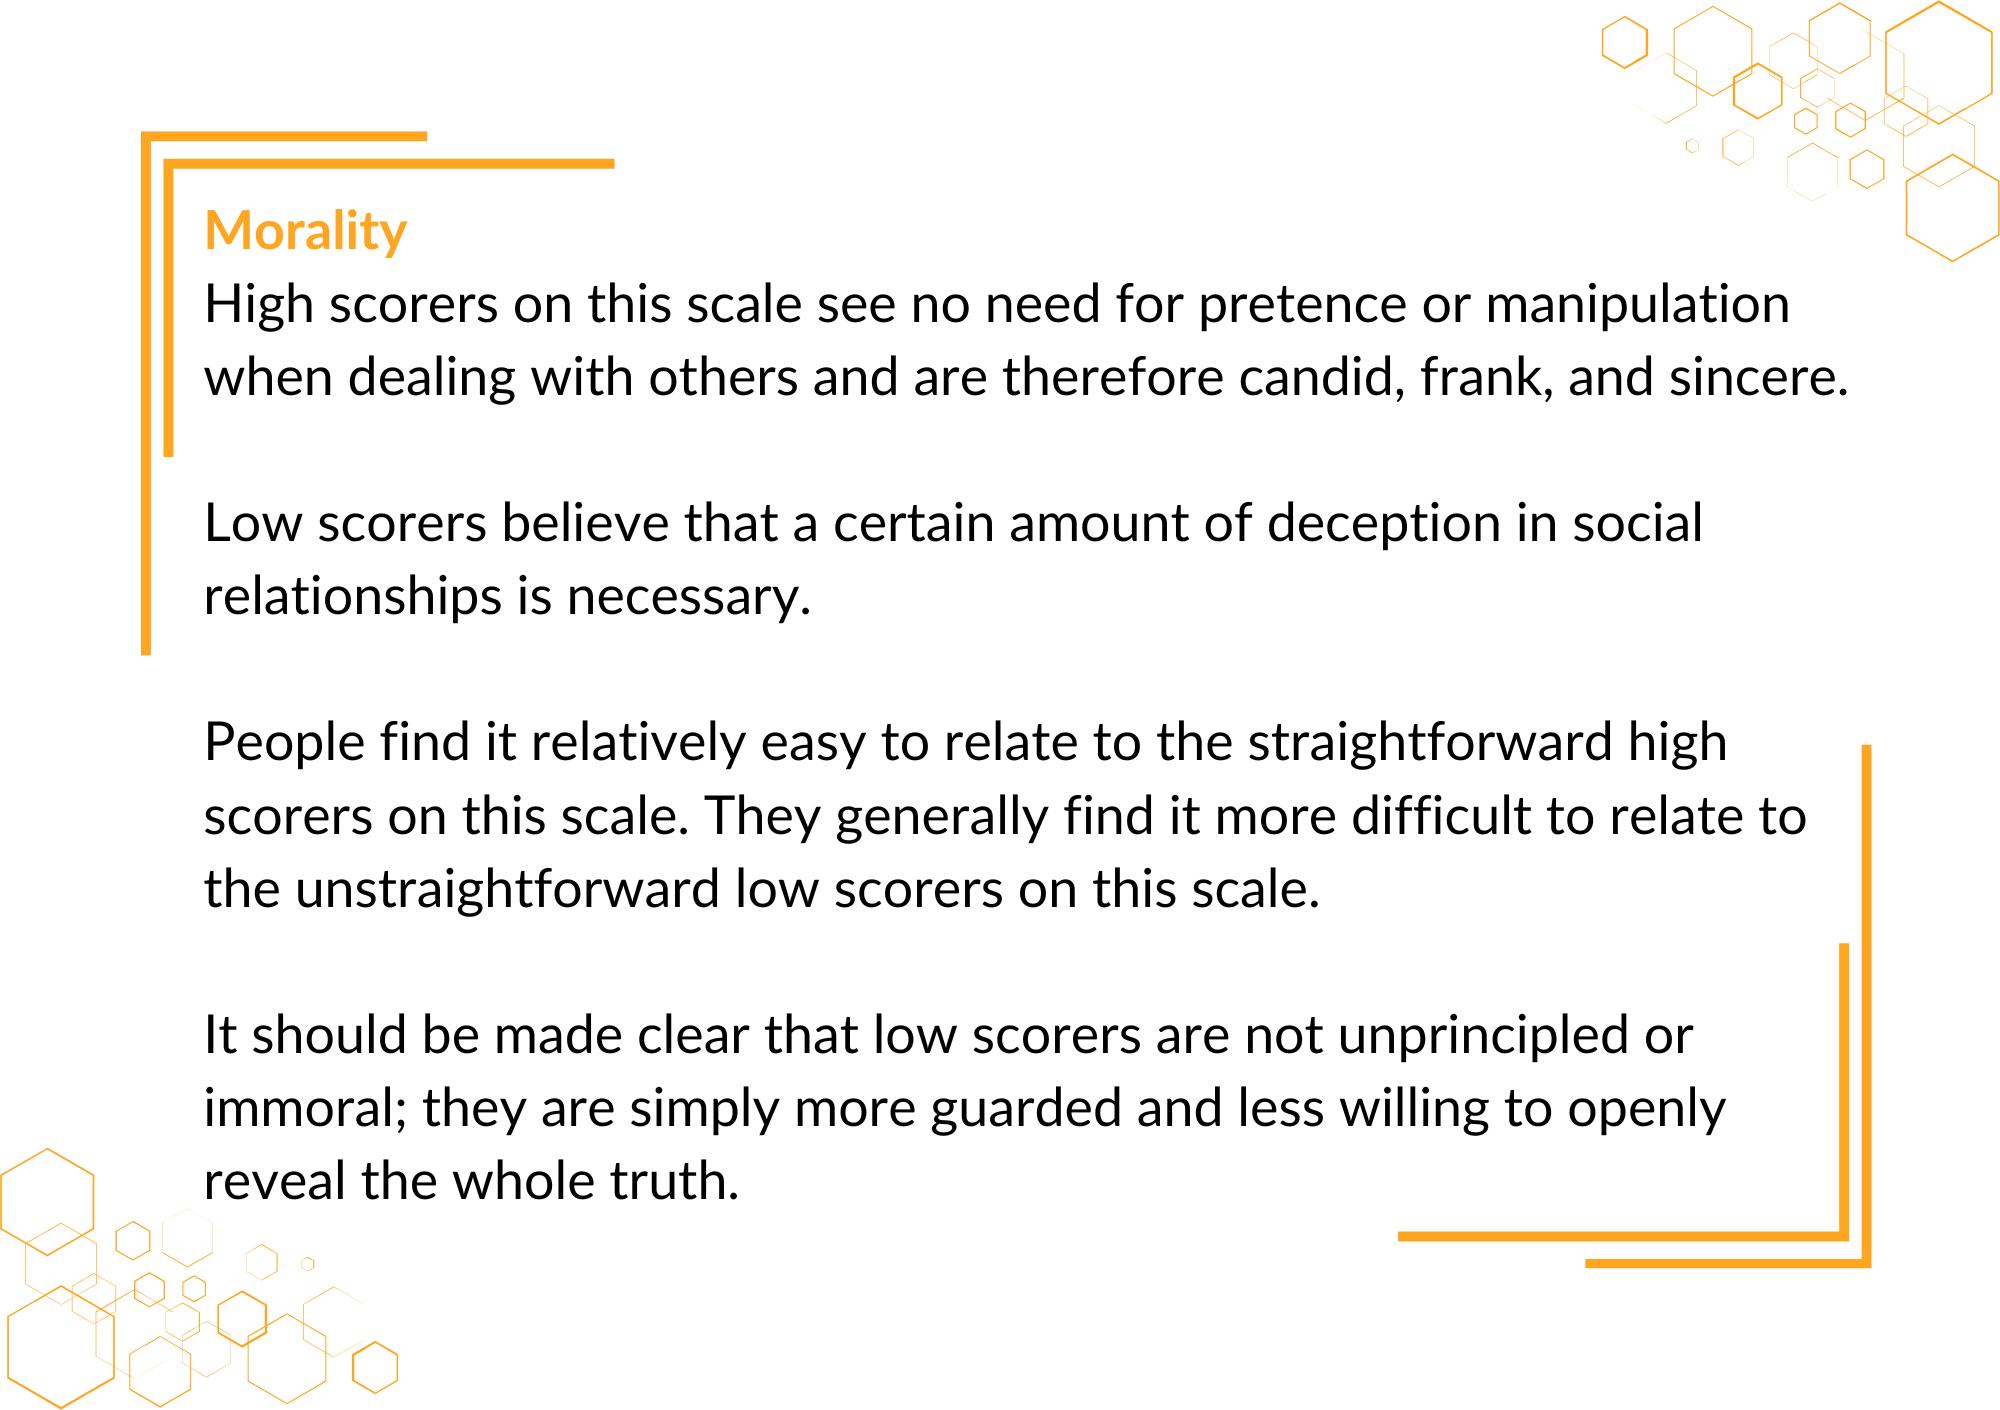 Morality
High scorers on this scale see no need for pretence or manipulation
when dealing with others and are therefore candid, frank, and sincere.
Low scorers believe that a certain amount of deception in social
relationships is necessary.
People find it relatively easy to relate to the straightforward high
scorers on this scale. They generally find it more difficult to relate to
the unstraightforward low scorers on this scale.
It should be made clear that low scorers are not unprincipled or
immoral; they are simply more guarded and less willing to openly
reveal the whole truth.